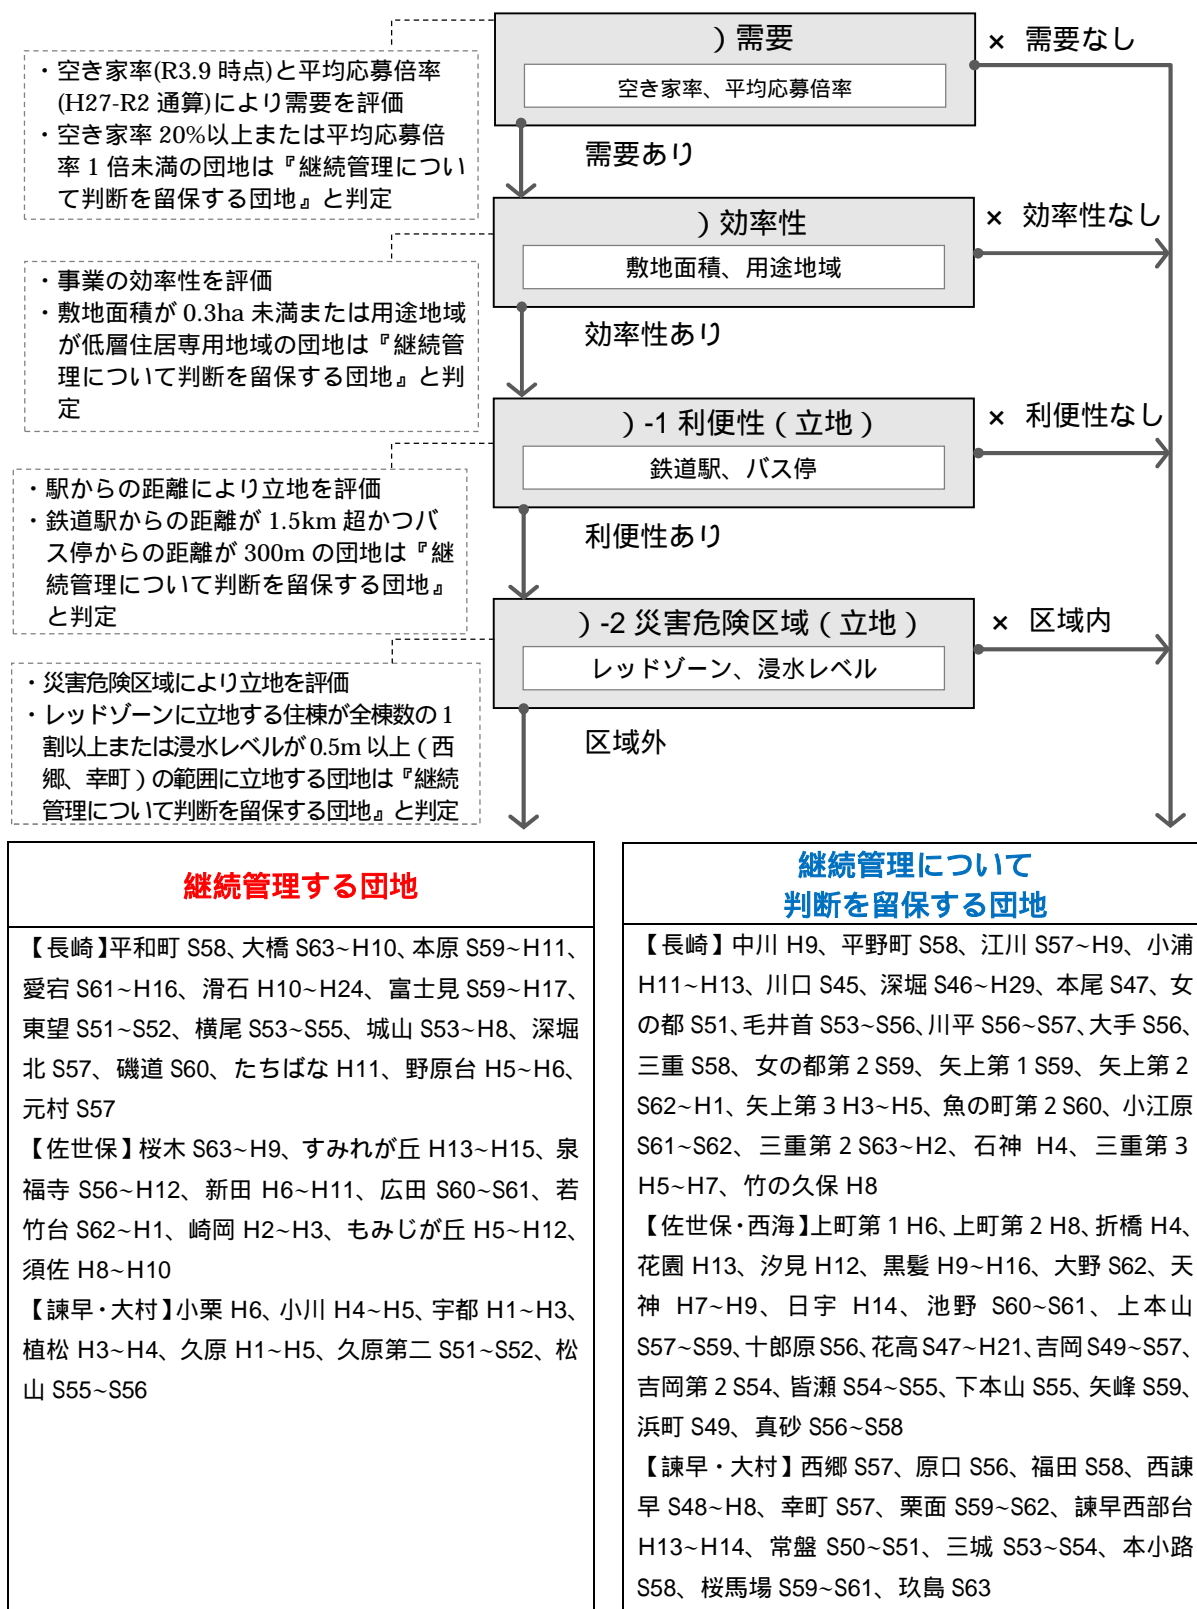 ）需要
空き家率、平均応募倍率
× 需要なし
・空き家率(R3.9 時点)と平均応募倍率
(H27-R2 通算)により需要を評価
・空き家率 20%以上または平均応募倍
率 1 倍未満の団地は『継続管理につい
て判断を留保する団地』と判定
需要あり
）効率性
敷地面積、用途地域
× 効率性なし
・事業の効率性を評価
・敷地面積が 0.3ha 未満または用途地域
が低層住居専用地域の団地は『継続管
理について判断を留保する団地』と判
定
効率性あり
）-1 利便性（立地）
鉄道駅、バス停
× 利便性なし
・駅からの距離により立地を評価
・鉄道駅からの距離が 1.5km 超かつバ
ス停からの距離が 300m の団地は『継
続管理について判断を留保する団地』
と判定
利便性あり
）-2 災害危険区域（立地）
レッドゾーン、浸水レベル
× 区域内
・災害危険区域により立地を評価
・レッドゾーンに立地する住棟が全棟数の 1
割以上または浸水レベルが 0.5m 以上（西
郷、幸町）の範囲に立地する団地は『継続
管理について判断を留保する団地』と判定
区域外
継続管理する団地
【長崎】平和町 S58、大橋 S63~H10、本原 S59~H11、
愛宕 S61~H16、滑石 H10~H24、富士見 S59~H17、
東望 S51~S52、横尾 S53~S55、城山 S53~H8、深堀
北 S57、磯道 S60、たちばな H11、野原台 H5~H6、
元村 S57
【佐世保】桜木 S63~H9、すみれが丘 H13~H15、泉
福寺 S56~H12、新田 H6~H11、広田 S60~S61、若
竹台 S62~H1、崎岡 H2~H3、もみじが丘 H5~H12、
須佐 H8~H10
【諫早・大村】小栗 H6、小川 H4~H5、宇都 H1~H3、
植松 H3~H4、久原 H1~H5、久原第二 S51~S52、松
山 S55~S56
継続管理について
判断を留保する団地
【長崎】中川 H9、平野町 S58、江川 S57~H9、小浦
H11~H13、川口 S45、深堀 S46~H29、本尾 S47、女
の都 S51、毛井首 S53~S56、川平 S56~S57、大手 S56、
三重 S58、女の都第 2 S59、矢上第 1 S59、矢上第 2
S62~H1、矢上第 3 H3~H5、魚の町第 2 S60、小江原
S61~S62、三重第 2 S63~H2、石神 H4、三重第 3
H5~H7、竹の久保 H8
【佐世保・西海】上町第 1 H6、上町第 2 H8、折橋 H4、
花園 H13、汐見 H12、黒髪 H9~H16、大野 S62、天
神 H7~H9、日宇 H14、池野 S60~S61、上本山
S57~S59、十郎原 S56、花高 S47~H21、吉岡 S49~S57、
吉岡第 2 S54、皆瀬 S54~S55、下本山 S55、矢峰 S59、
浜町 S49、真砂 S56~S58
【諫早・大村】西郷 S57、原口 S56、福田 S58、西諫
早 S48~H8、幸町 S57、栗面 S59~S62、諫早西部台
H13~H14、常盤 S50~S51、三城 S53~S54、本小路
S58、桜馬場 S59~S61、玖島 S63